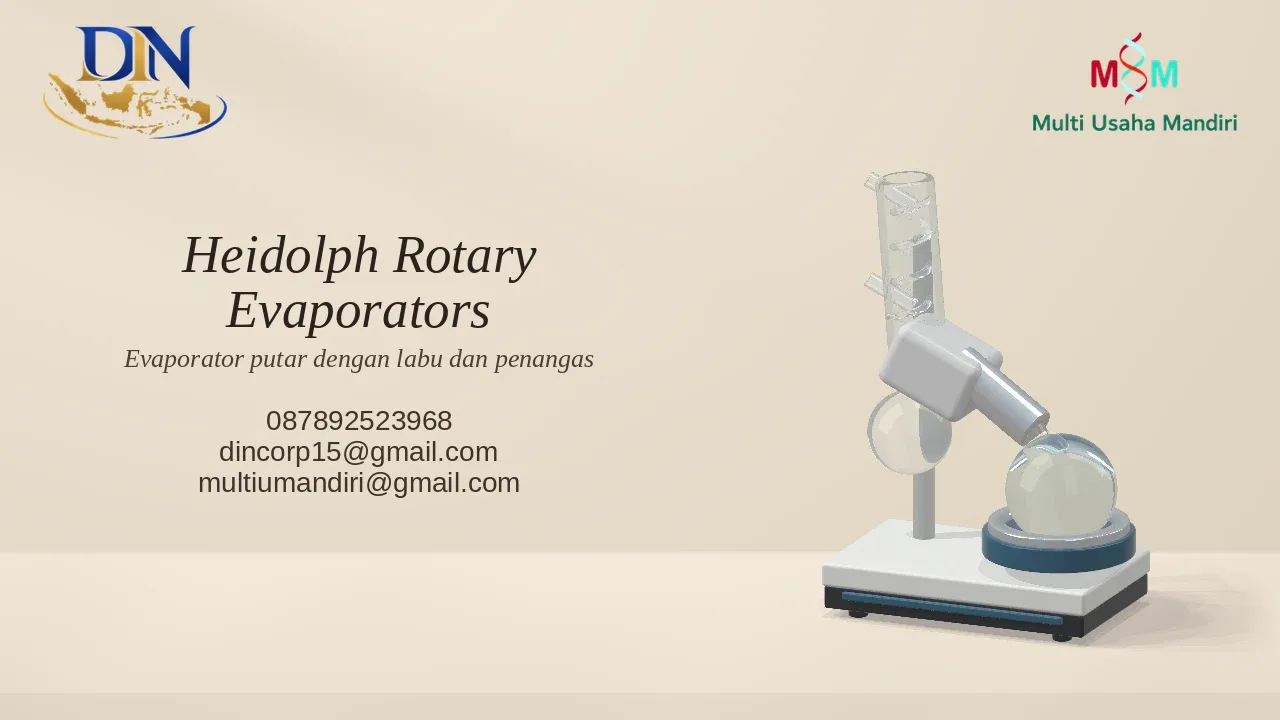 DIN
M M
Multi Usaha Mandiri
Heidolph Rotary
Evaporators
Evaporator putar dengan labu dan penangas
087892523968
dincorp15@gmail.com
multiumandiri@gmail.com